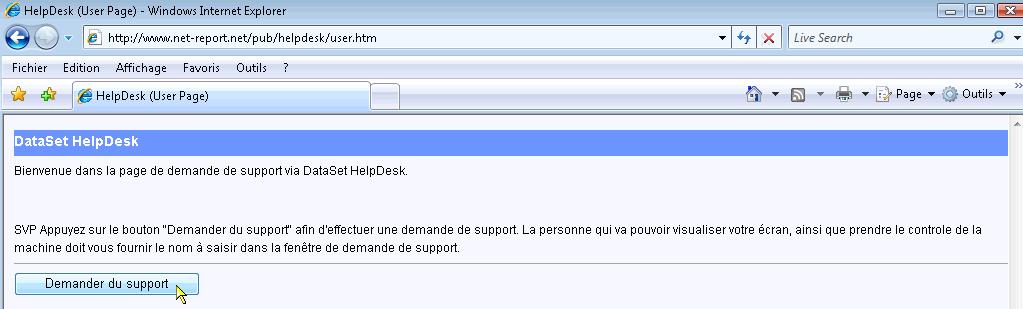 HelpDesk (User Page) - Windows Internet Explorer
http://www.net-report.net/pub/helpdesk/user.htm
Live Search
Fichier Edition Affichage Favoris Outils ?
HelpDesk (User Page)
Page
Outils
DataSet HelpDesk
Bienvenue dans la page de demande de support via DataSet HelpDesk.
SVP Appuyez sur le bouton "Demander du support" afin d'effectuer une demande de support. La personne qui va pouvoir visualiser votre écran, ainsi que prendre le controle de la
machine doit vous fournir le nom à saisir dans la fenêtre de demande de support.
Demander du support